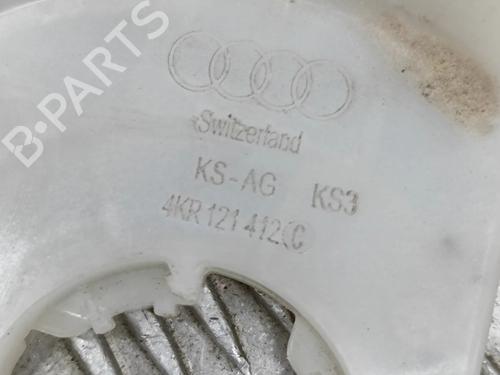 B-PARTS
Switzerland
KS-AG KS3
4KR 121 412 C